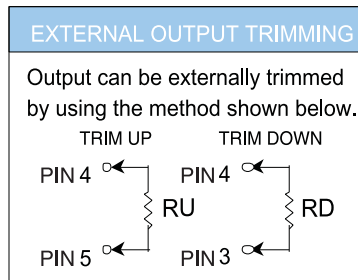 EXTERNAL OUTPUT TRIMMING
Output can be externally trimmed
by using the method shown below.
TRIM UP TRIM DOWN
PIN 4 PIN 4
RU RD
PIN 5 PIN 3